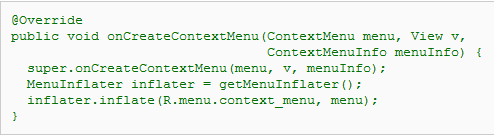 @Override
public void onCreateContextMenu(ContextMenu menu, View v,
                                ContextMenuInfo menuInfo) {
  super.onCreateContextMenu(menu, v, menuInfo);
  MenuInflater inflater = getMenuInflater();
  inflater.inflate(R.menu.context_menu, menu);
}